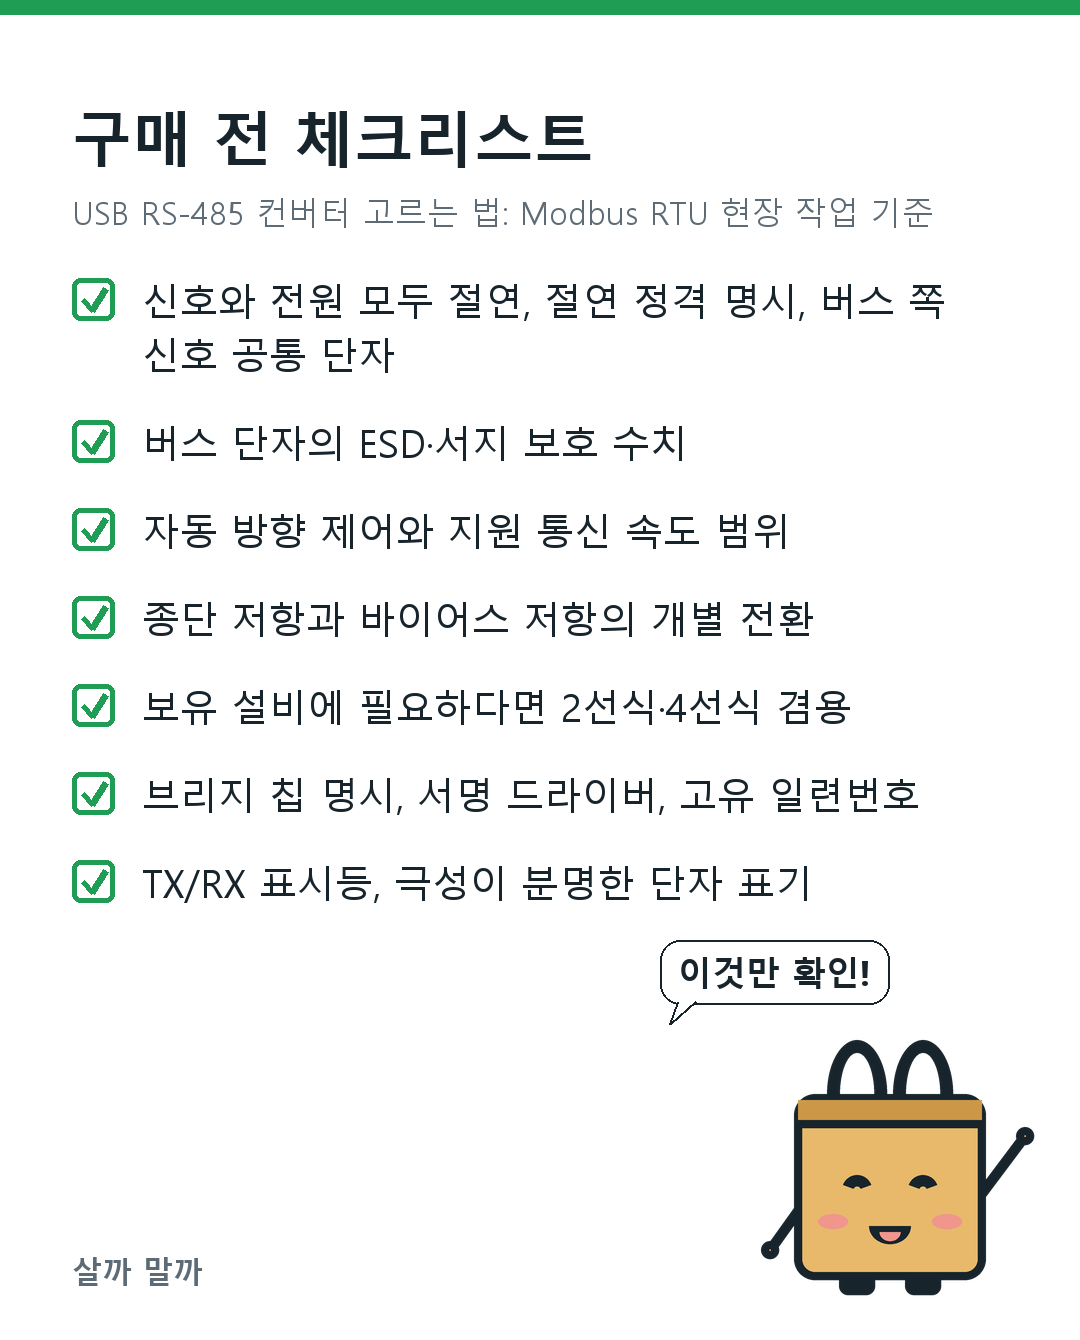 구매 전 체크리스트
USB RS-485 컨버터 고르는 법: Modbus RTU 현장 작업 기준
신호와 전원 모두 절연, 절연 정격 명시, 버스 쪽
신호 공통 단자
버스 단자의 ESD·서지 보호 수치
자동 방향 제어와 지원 통신 속도 범위
종단 저항과 바이어스 저항의 개별 전환
보유 설비에 필요하다면 2선식·4선식 겸용
브리지 칩 명시, 서명 드라이버, 고유 일련번호
TX/RX 표시등, 극성이 분명한 단자 표기
이것만 확인!
살까 말까